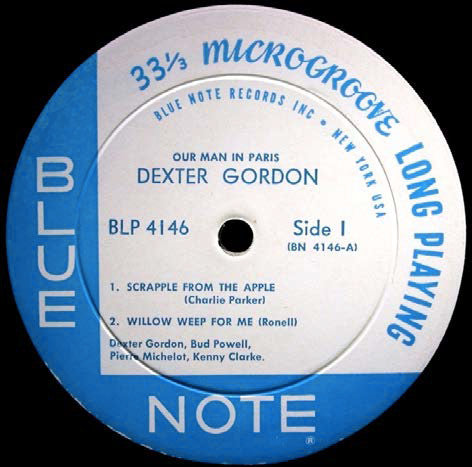 33⅓ MICROGROOVE LONG PLAYING
BLUE NOTE RECORDS INC • NEW YORK USA
OUR MAN IN PARIS
DEXTER GORDON
BLP 4146
Side 1
(BN 4146-A)
1. SCRAPPLE FROM THE APPLE
(Charlie Parker)
2. WILLOW WEEP FOR ME (Ronell)
Dexter Gordon, Bud Powell,
Pierre Michelot, Kenny Clarke.
BLUE
NOTE
®